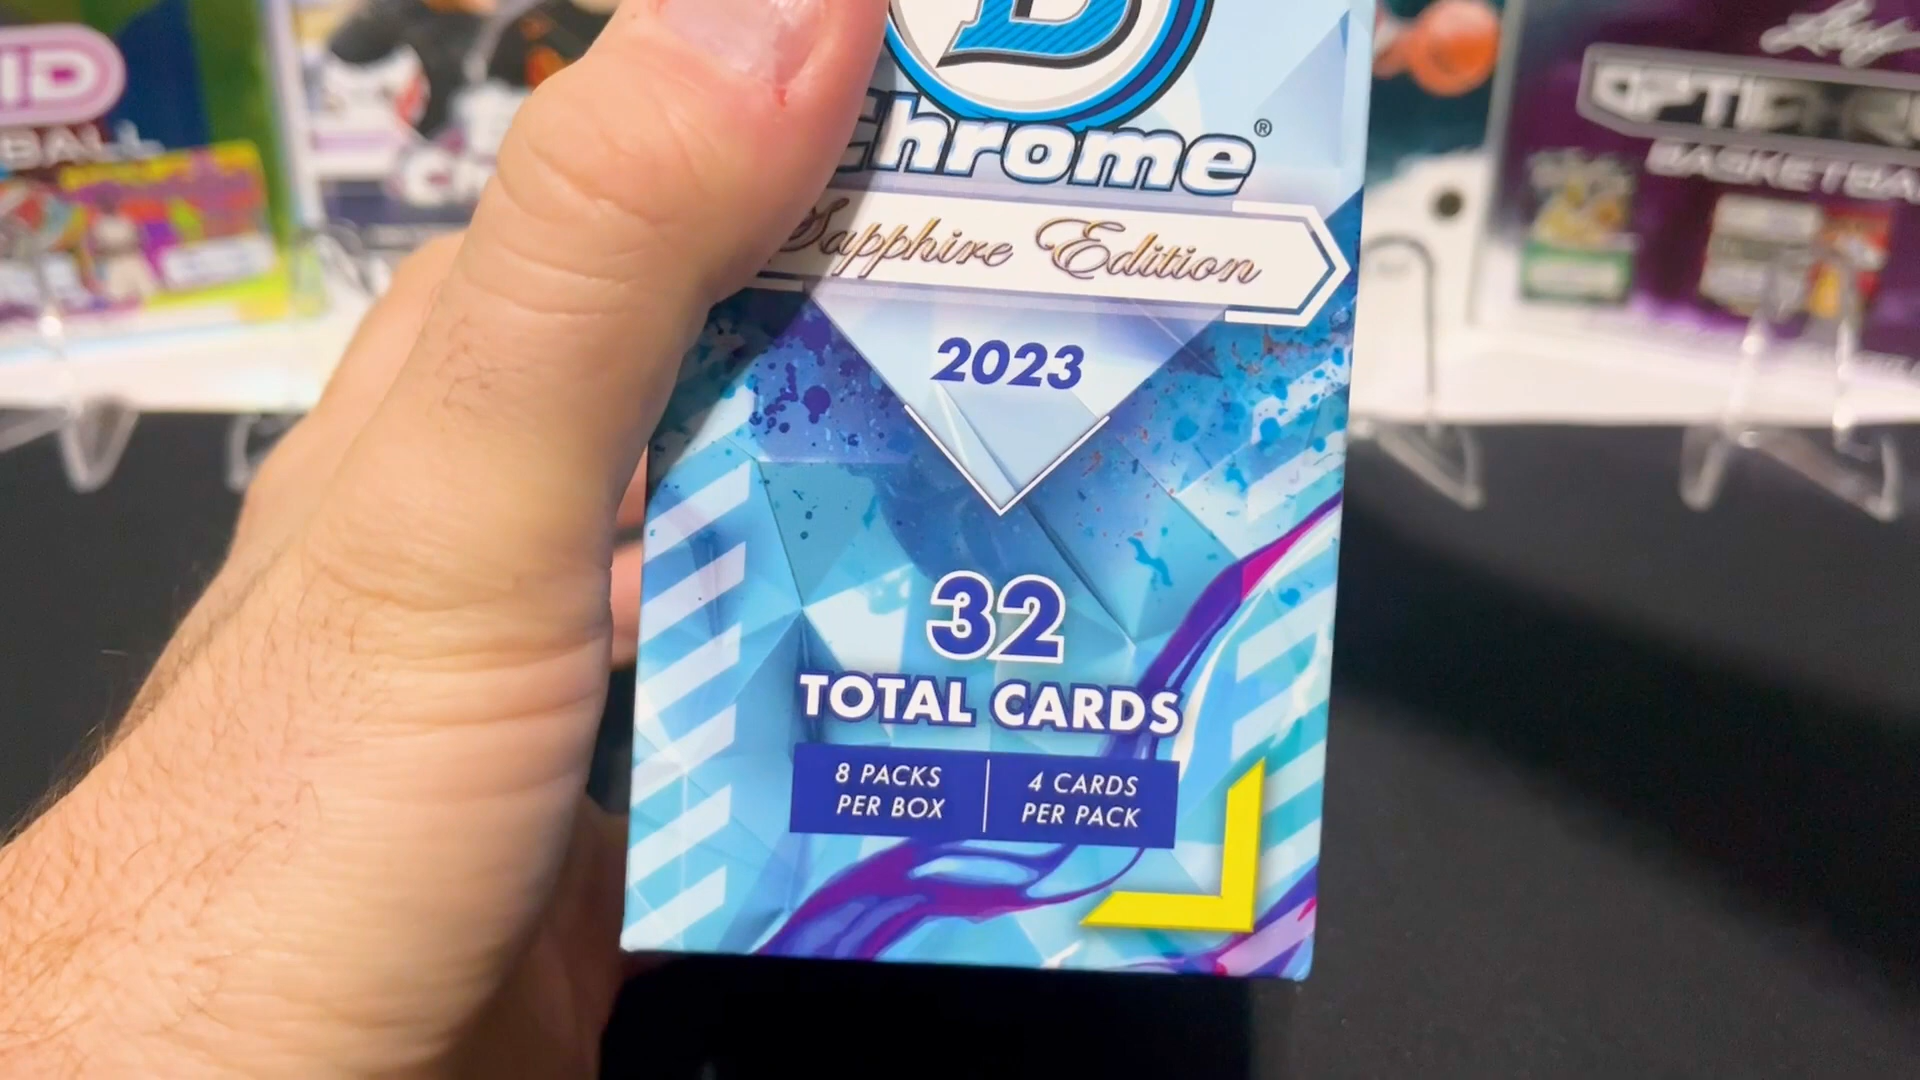 Chrome®
Sapphire Edition
2023
32
TOTAL CARDS
8 PACKS
PER BOX
4 CARDS
PER PACK
BASKETBA